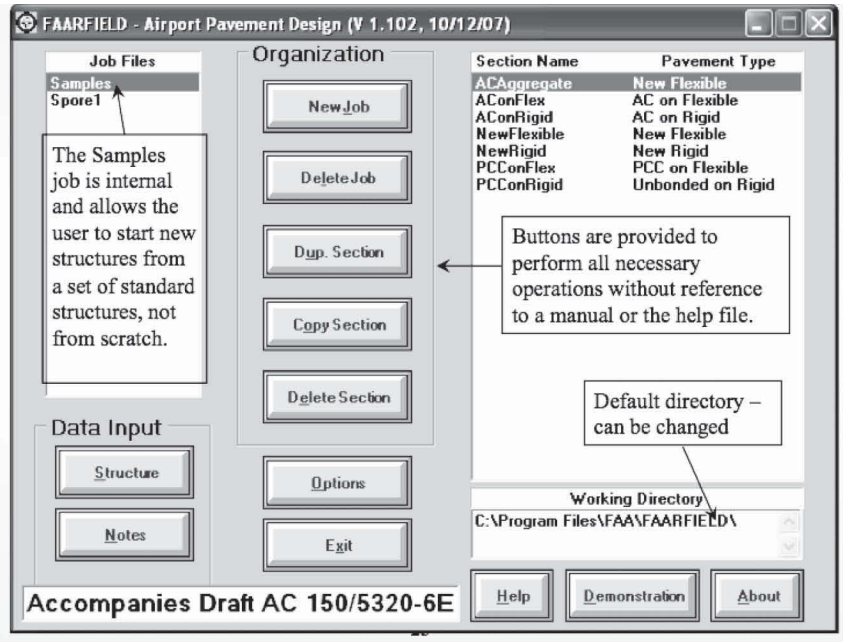 FAARFIELD - Airport Pavement Design (V 1.102, 10/12/07)
Job Files
Samples
Spore1
The Samples
job is internal
and allows the
user to start new
structures from
a set of standard
structures, not
from scratch.
Organization
New Job
Delete Job
Dup. Section
Copy Section
Delete Section
Section Name Pavement Type
ACAggregate New Flexible
AConFlex AC on Flexible
AConRigid AC on Rigid
NewFlexible New Flexible
NewRigid New Rigid
PCConFlex PCC on Flexible
PCConRigid Unbonded on Rigid
Buttons are provided to
perform all necessary
operations without reference
to a manual or the help file.
Default directory –
can be changed
Data Input
Structure
Notes
Options
Exit
Working Directory
C:\Program Files\FAA\FAARFIELD\
Accompanies Draft AC 150/5320-6E
Help
Demonstration
About